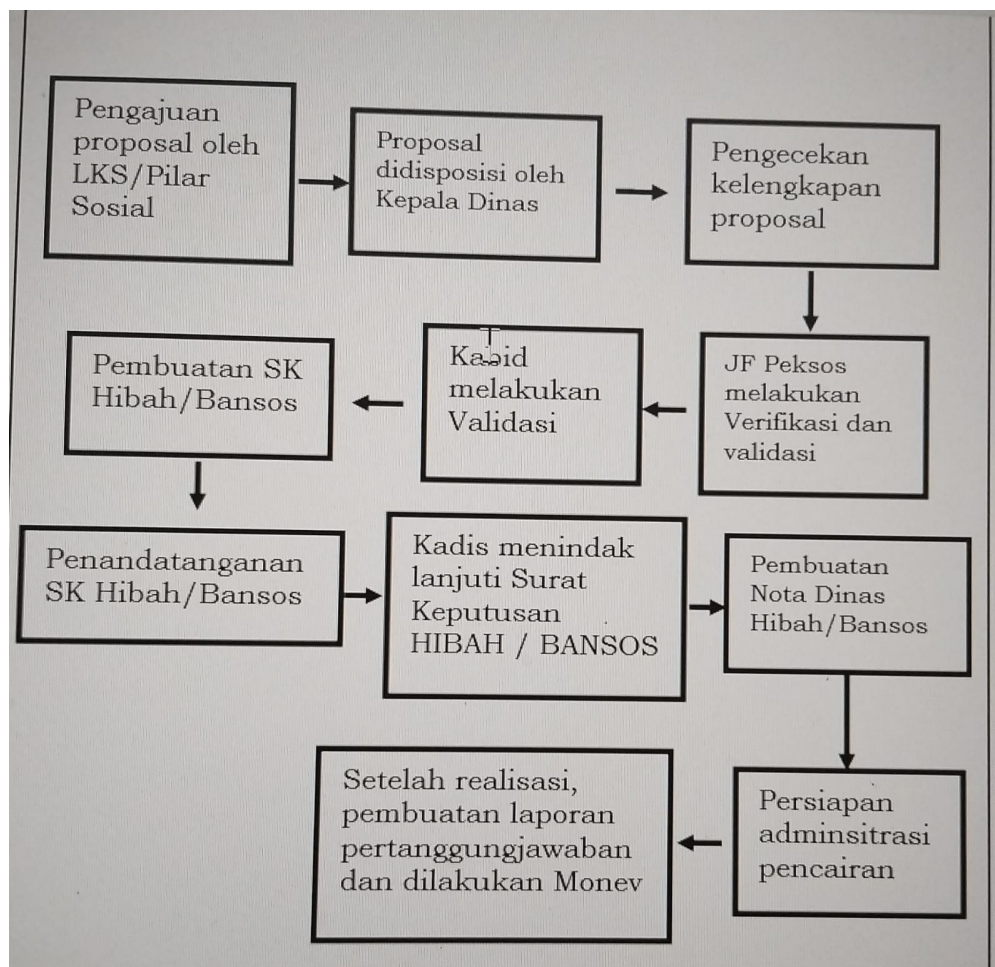 Pengajuan
proposal oleh
LKS/Pilar
Sosial
Proposal
didisposisi oleh
Kepala Dinas
Pengecekan
kelengkapan
proposal
JF Peksos
melakukan
Verifikasi dan
validasi
Kabid
melakukan
Validasi
Pembuatan SK
Hibah/Bansos
Penandatanganan
SK Hibah/Bansos
Kadis menindak
lanjuti Surat
Keputusan
HIBAH / BANSOS
Pembuatan
Nota Dinas
Hibah/Bansos
Persiapan
adminsitrasi
pencairan
Setelah realisasi,
pembuatan laporan
pertanggungjawaban
dan dilakukan Monev